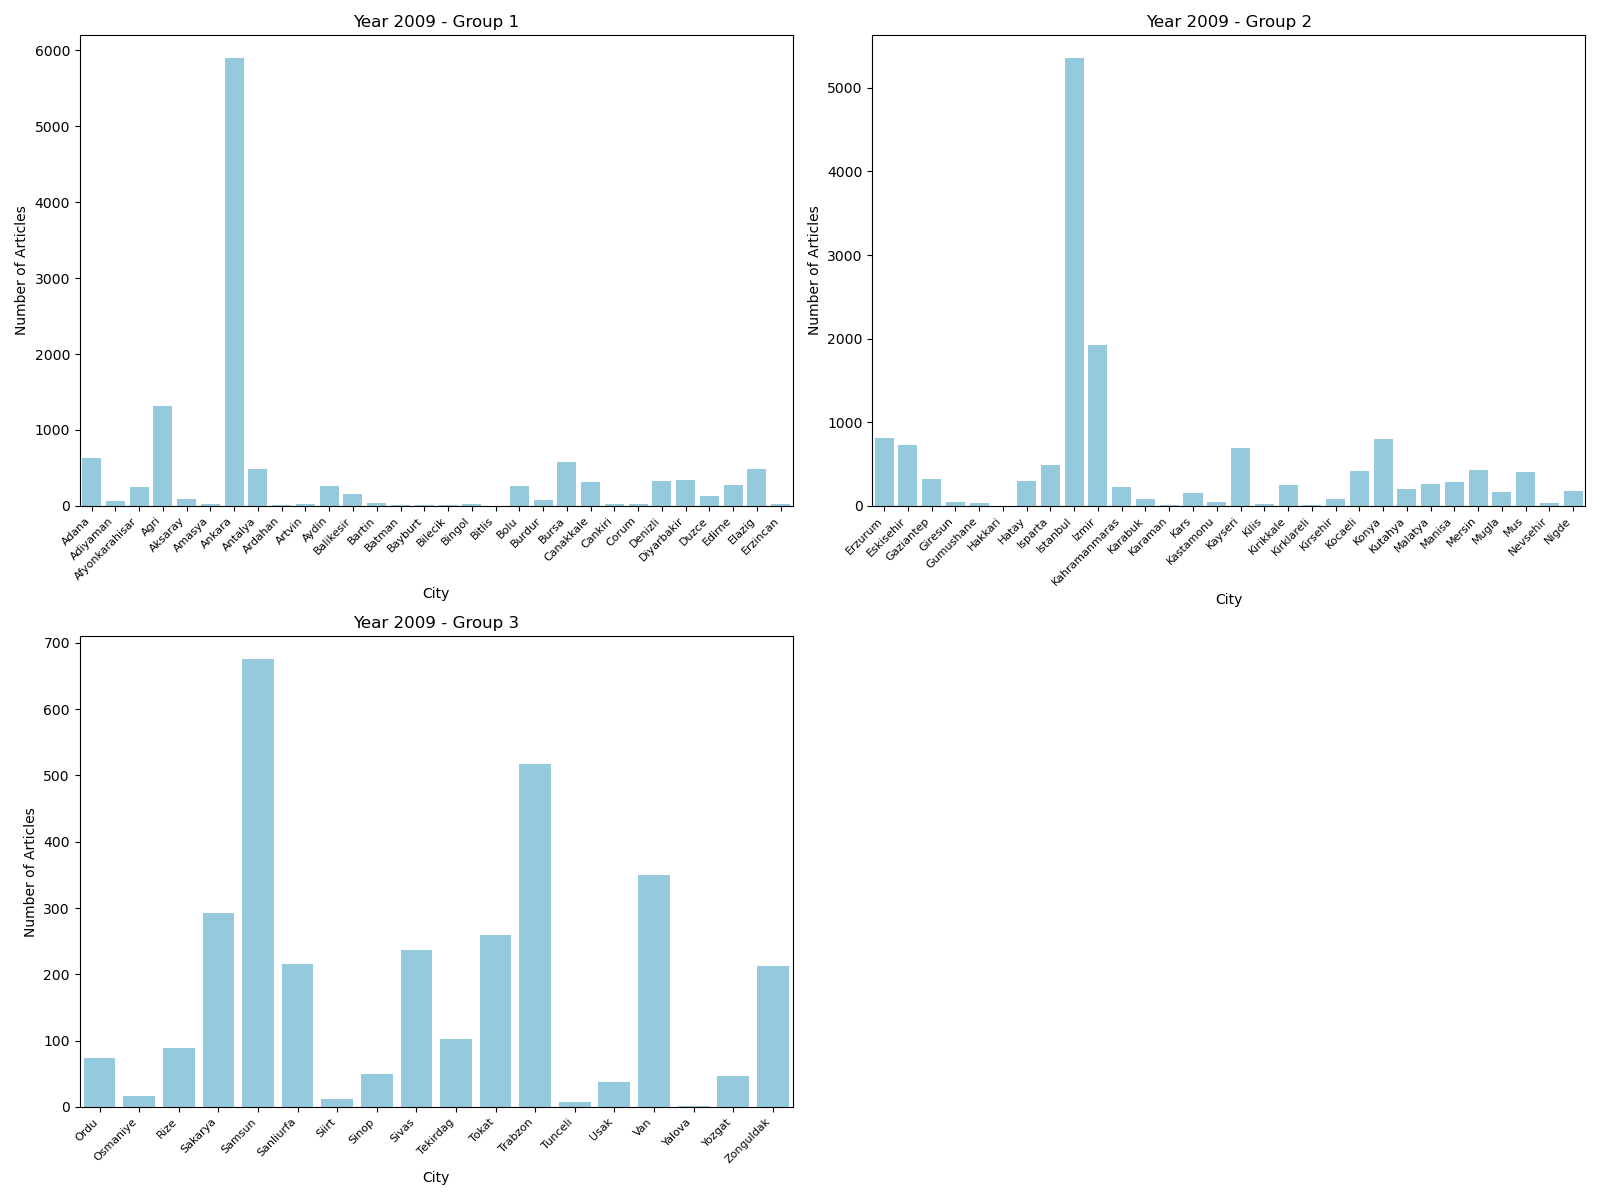 Year 2009 - Group 1
Number of Articles
6000
5000
4000
3000
2000
1000
0
Adana
Adiyaman
Afyonkarahisar
Agri
Aksaray
Amasya
Ankara
Antalya
Ardahan
Artvin
Aydin
Balikesir
Bartin
Batman
Bayburt
Bilecik
Bingol
Bitlis
Bolu
Burdur
Bursa
Canakkale
Cankiri
Corum
Denizli
Diyarbakir
Duzce
Edirne
Elazig
Erzincan
City
Year 2009 - Group 2
Number of Articles
5000
4000
3000
2000
1000
0
Erzurum
Eskisehir
Gaziantep
Giresun
Gumushane
Hakkari
Hatay
Isparta
Istanbul
Izmir
Kahramanmaras
Karabuk
Karaman
Kars
Kastamonu
Kayseri
Kilis
Kirikkale
Kirklareli
Kirsehir
Kocaeli
Konya
Kutahya
Malatya
Manisa
Mersin
Mugla
Mus
Nevsehir
Nigde
City
Year 2009 - Group 3
Number of Articles
700
600
500
400
300
200
100
0
Ordu
Osmaniye
Rize
Sakarya
Samsun
Sanliurfa
Siirt
Sinop
Sivas
Tekirdag
Tokat
Trabzon
Tunceli
Usak
Van
Yalova
Yozgat
Zonguldak
City